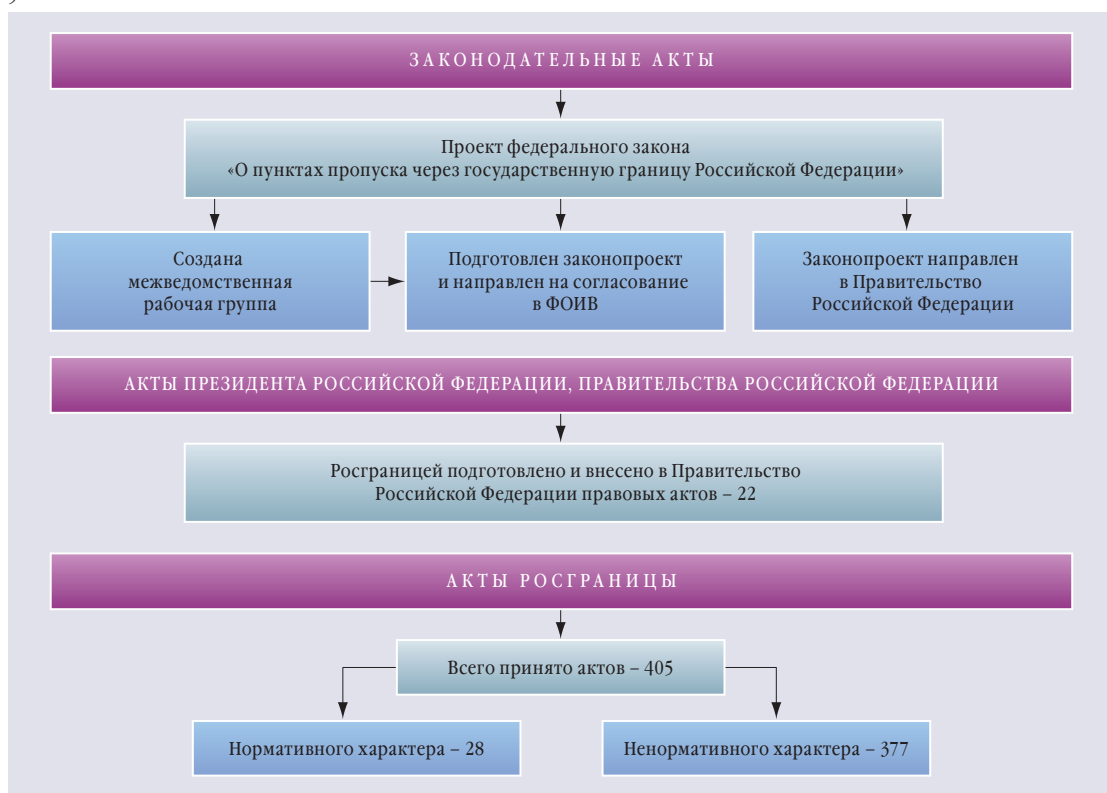 ЗАКОНОДАТЕЛЬНЫЕ АКТЫ
Проект федерального закона
«О пунктах пропуска через государственную границу Российской Федерации»
Создана
межведомственная
рабочая группа
Подготовлен законопроект
и направлен на согласование
в ФОИВ
Законопроект направлен
в Правительство
Российской Федерации
АКТЫ ПРЕЗИДЕНТА РОССИЙСКОЙ ФЕДЕРАЦИИ, ПРАВИТЕЛЬСТВА РОССИЙСКОЙ ФЕДЕРАЦИИ
Росграницей подготовлено и внесено в Правительство
Российской Федерации правовых актов – 22
АКТЫ РОСГРАНИЦЫ
Всего принято актов – 405
Нормативного характера – 28
Ненормативного характера – 377